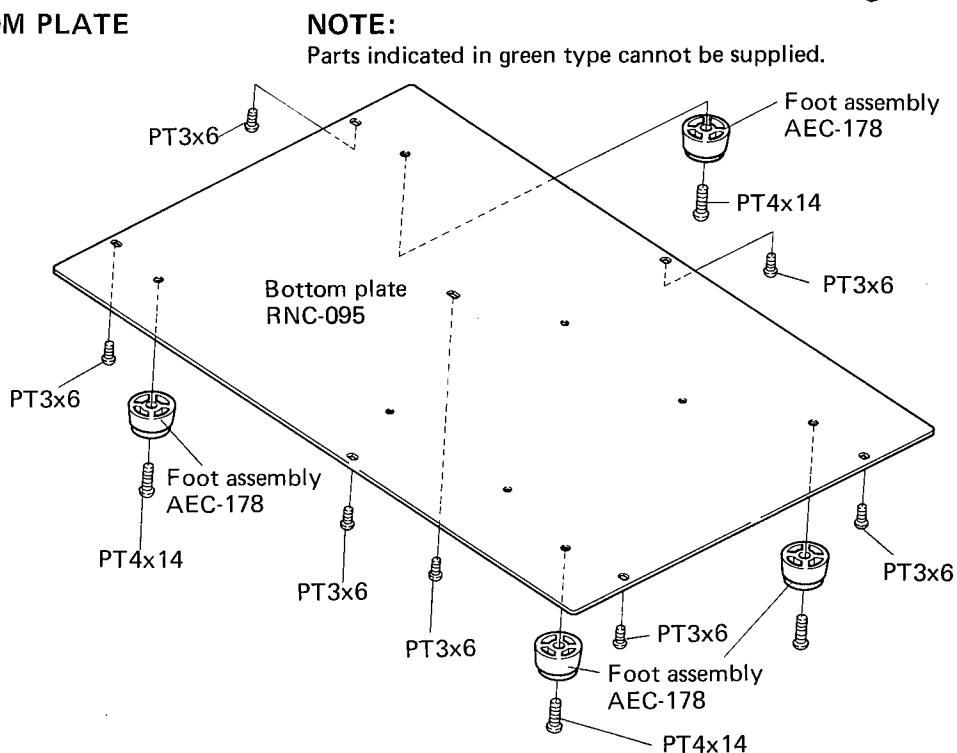 M PLATE
NOTE:
Parts indicated in green type cannot be supplied.
Foot assembly
AEC-178
PT3x6
PT4x14
PT3x6
Bottom plate
RNC-095
PT3x6
Foot assembly
AEC-178
PT4x14
PT3x6
PT3x6
PT3x6
PT3x6
Foot assembly
AEC-178
PT4x14